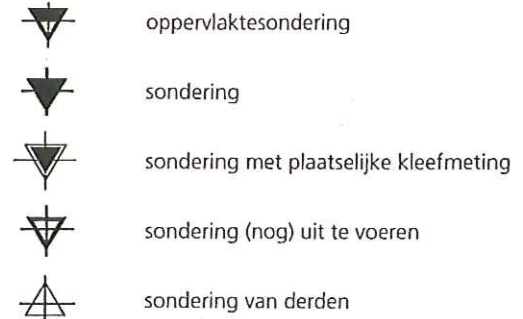 oppervlaktesondering
sondering
sondering met plaatselijke kleefmeting
sondering (nog) uit te voeren
sondering van derden